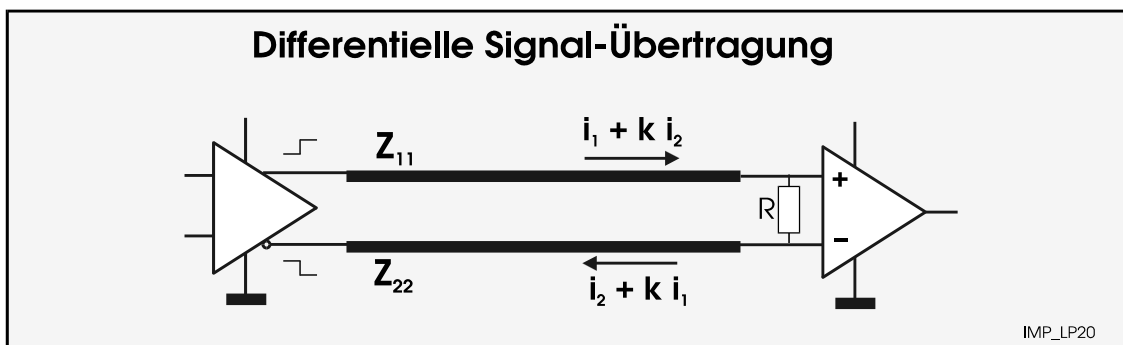 Differentielle Signal-Übertragung
Z₁₁
i₁ + k i₂
+
R
−
Z₂₂
i₂ + k i₁
IMP_LP20